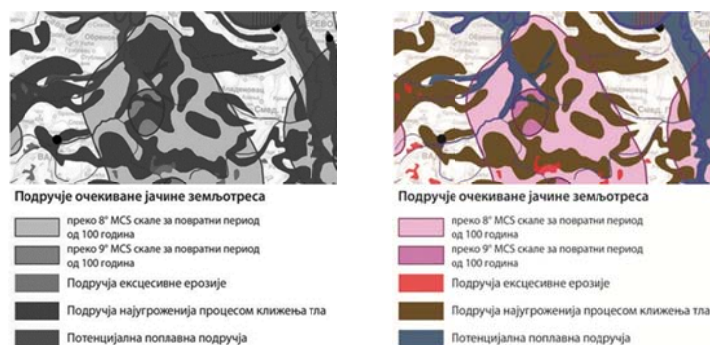 Подручје очекиване јачине земљотреса
преко 8° MCS скале за повратни период
од 100 година
преко 9° MCS скале за повратни период
од 100 година
Подручја ексцесивне ерозије
Подручја најугроженија процесом клижења тла
Потенцијална поплавна подручја
Подручје очекиване јачине земљотреса
преко 8° MCS скале за повратни период
од 100 година
преко 9° MCS скале за повратни период
од 100 година
Подручја ексцесивне ерозије
Подручја најугроженија процесом клижења тла
Потенцијална поплавна подручја